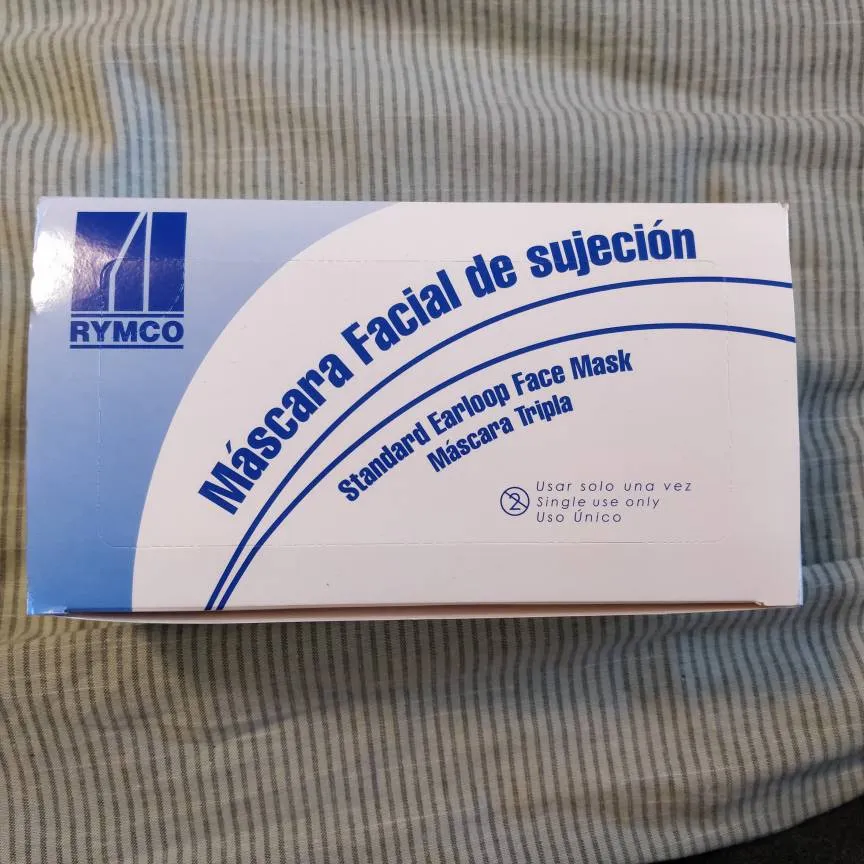 RYMCO
Máscara Facial de sujeción
Standard Earloop Face Mask
Máscara Tripla
2
Usar solo una vez
Single use only
Uso Único